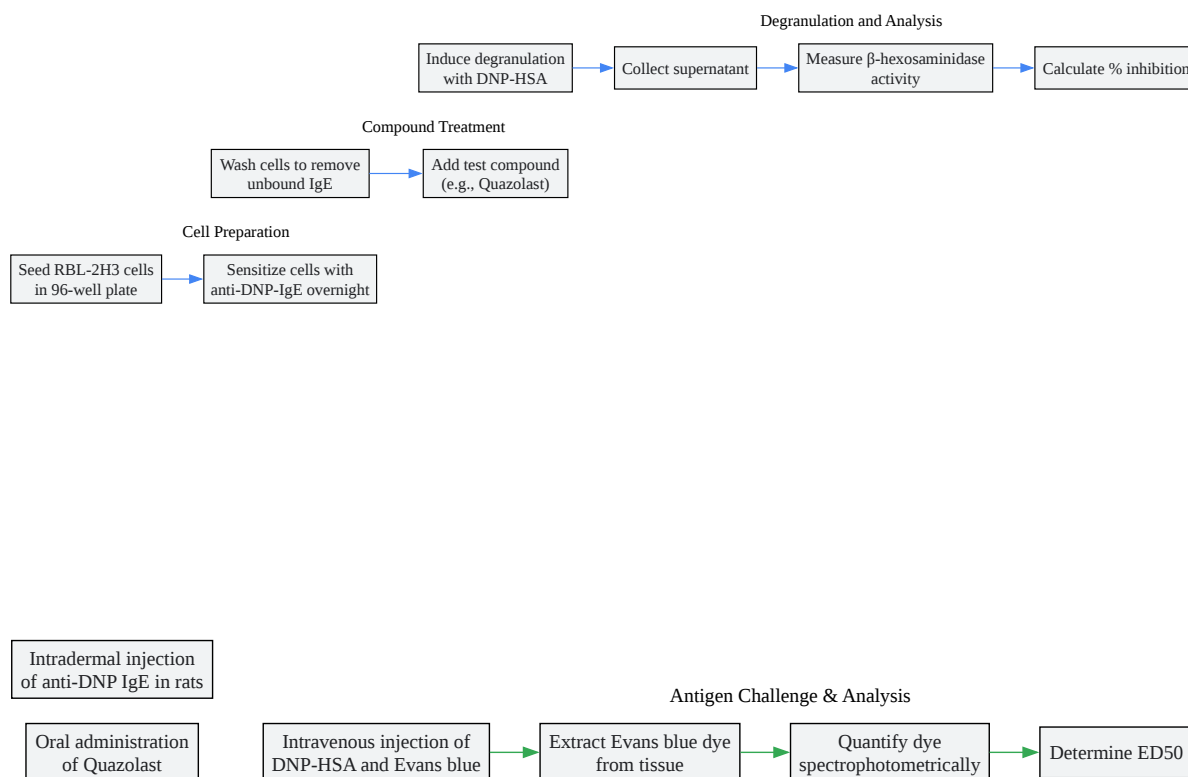 Degranulation and Analysis
Induce degranulation
with DNP-HSA
Collect supernatant
Measure β-hexosaminidase
activity
Calculate % inhibition
Compound Treatment
Wash cells to remove
unbound IgE
Add test compound
(e.g., Quazolast)
Cell Preparation
Seed RBL-2H3 cells
in 96-well plate
Sensitize cells with
anti-DNP-IgE overnight
Intradermal injection
of anti-DNP IgE in rats
Antigen Challenge & Analysis
Oral administration
of Quazolast
Intravenous injection of
DNP-HSA and Evans blue
Extract Evans blue dye
from tissue
Quantify dye
spectrophotometrically
Determine ED50